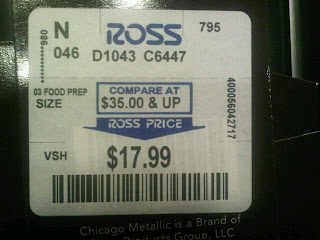 N ROSS 795
046 D1043 C6447
03 FOOD PREP
SIZE
COMPARE AT
$35.00 & UP
ROSS PRICE
VSH $17.99
400056042717
Chicago Metallic is a Brand of
Products Group, LLC